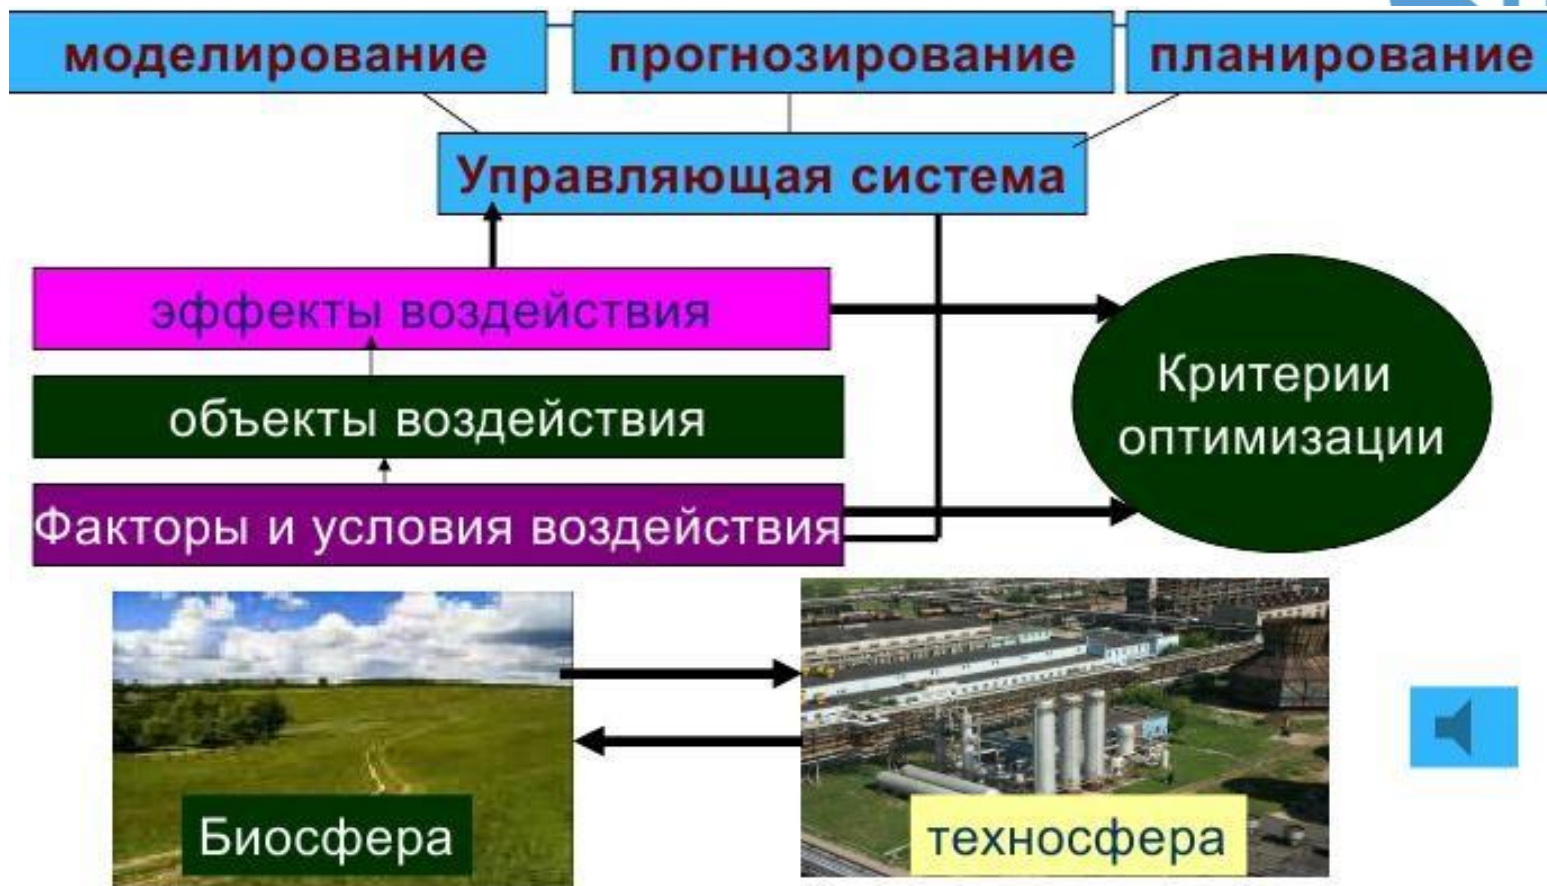 моделирование
прогнозирование
планирование
Управляющая система
эффекты воздействия
объекты воздействия
Факторы и условия воздействия
Критерии
оптимизации
Биосфера
техносфера